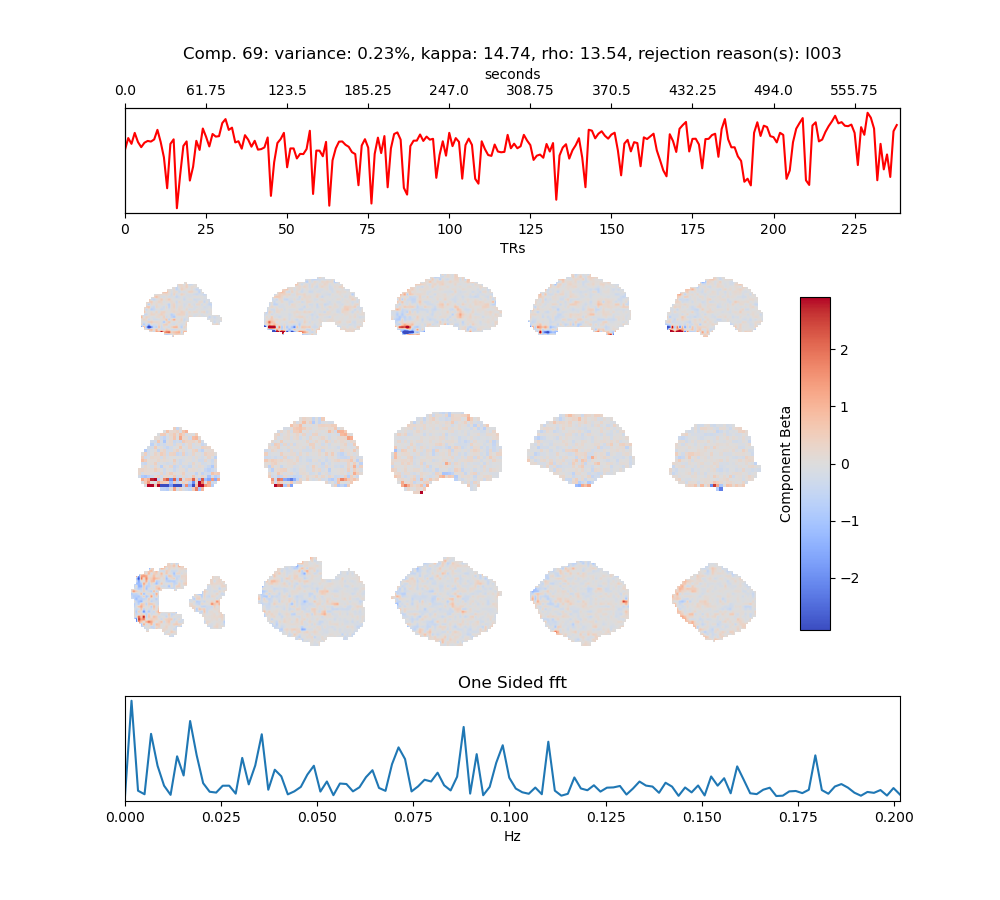 Comp. 69: variance: 0.23%, kappa: 14.74, rho: 13.54, rejection reason(s): I003
seconds
0.0 61.75 123.5 185.25 247.0 308.75 370.5 432.25 494.0 555.75
0 25 50 75 100 125 150 175 200 225
TRs
2
1
0
−1
−2
Component Beta
One Sided fft
0.000 0.025 0.050 0.075 0.100 0.125 0.150 0.175 0.200
Hz